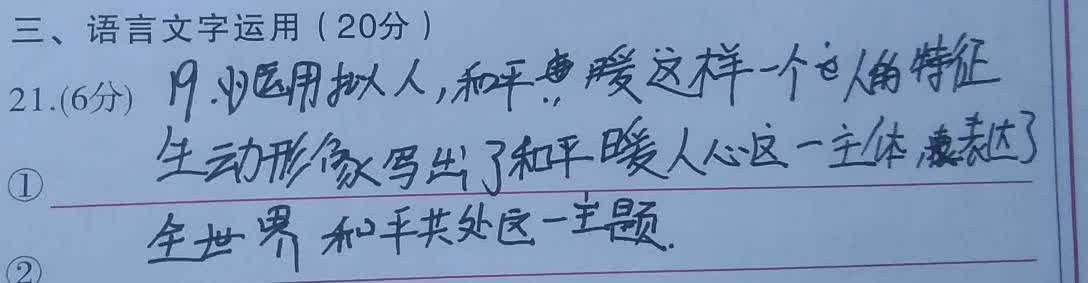 三、语言文字运用(20分)
21.(6分) 19.运用拟人,和平暖这样一个人的特征
生动形象写出了和平暖人心这一主体,表达了
①
全世界和平共处这一主题.
②